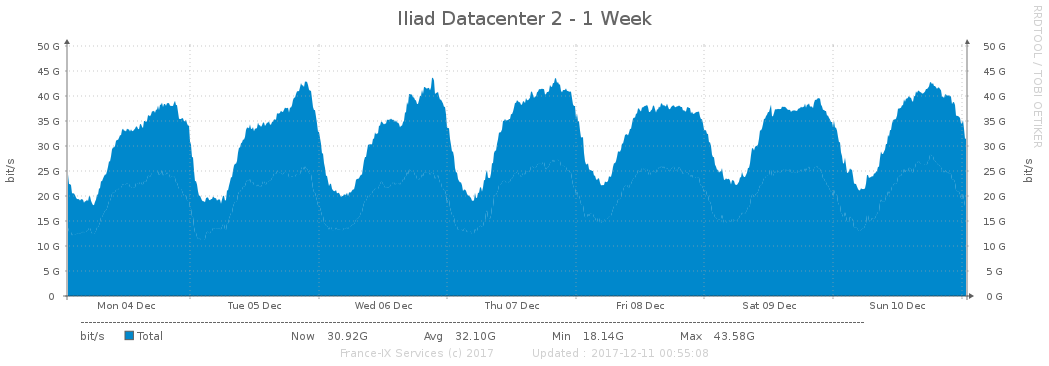 Iliad Datacenter 2 - 1 Week
RRDTOOL / TOBI OETIKER
50 G 50 G
45 G 45 G
40 G 40 G
35 G 35 G
30 G 30 G
25 G 25 G
20 G 20 G
15 G 15 G
10 G 10 G
5 G 5 G
0 0 G
bit/s bit/s
Mon 04 Dec Tue 05 Dec Wed 06 Dec Thu 07 Dec Fri 08 Dec Sat 09 Dec Sun 10 Dec
bit/s Total Now 30.92G Avg 32.10G Min 18.14G Max 43.58G
France-IX Services (c) 2017 Updated : 2017-12-11 00:55:08